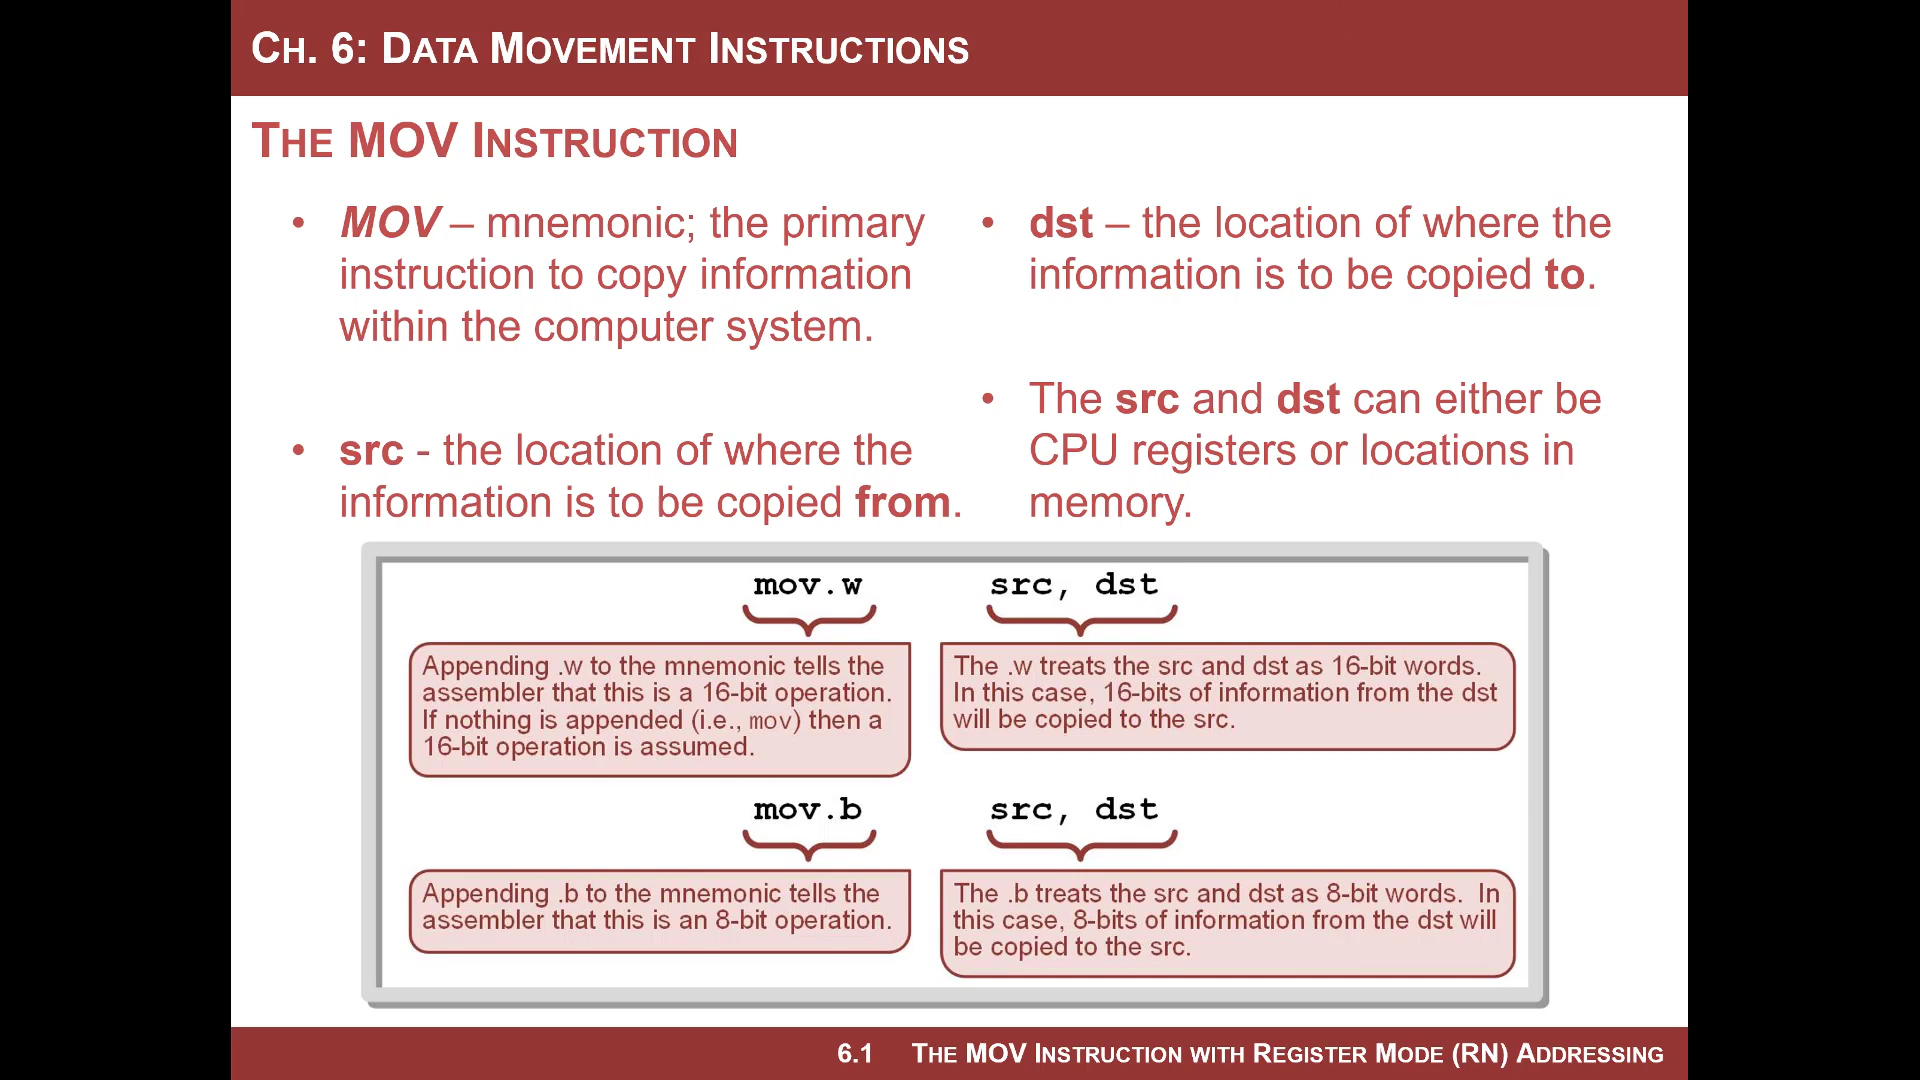 CH. 6: DATA MOVEMENT INSTRUCTIONS
THE MOV INSTRUCTION
• MOV – mnemonic; the primary
instruction to copy information
within the computer system.
• src - the location of where the
information is to be copied from.
• dst – the location of where the
information is to be copied to.
• The src and dst can either be
CPU registers or locations in
memory.
mov.w src, dst
Appending .w to the mnemonic tells the
assembler that this is a 16-bit operation.
If nothing is appended (i.e., mov) then a
16-bit operation is assumed.
The .w treats the src and dst as 16-bit words.
In this case, 16-bits of information from the dst
will be copied to the src.
mov.b src, dst
Appending .b to the mnemonic tells the
assembler that this is an 8-bit operation.
The .b treats the src and dst as 8-bit words. In
this case, 8-bits of information from the dst will
be copied to the src.
6.1 THE MOV INSTRUCTION WITH REGISTER MODE (RN) ADDRESSING